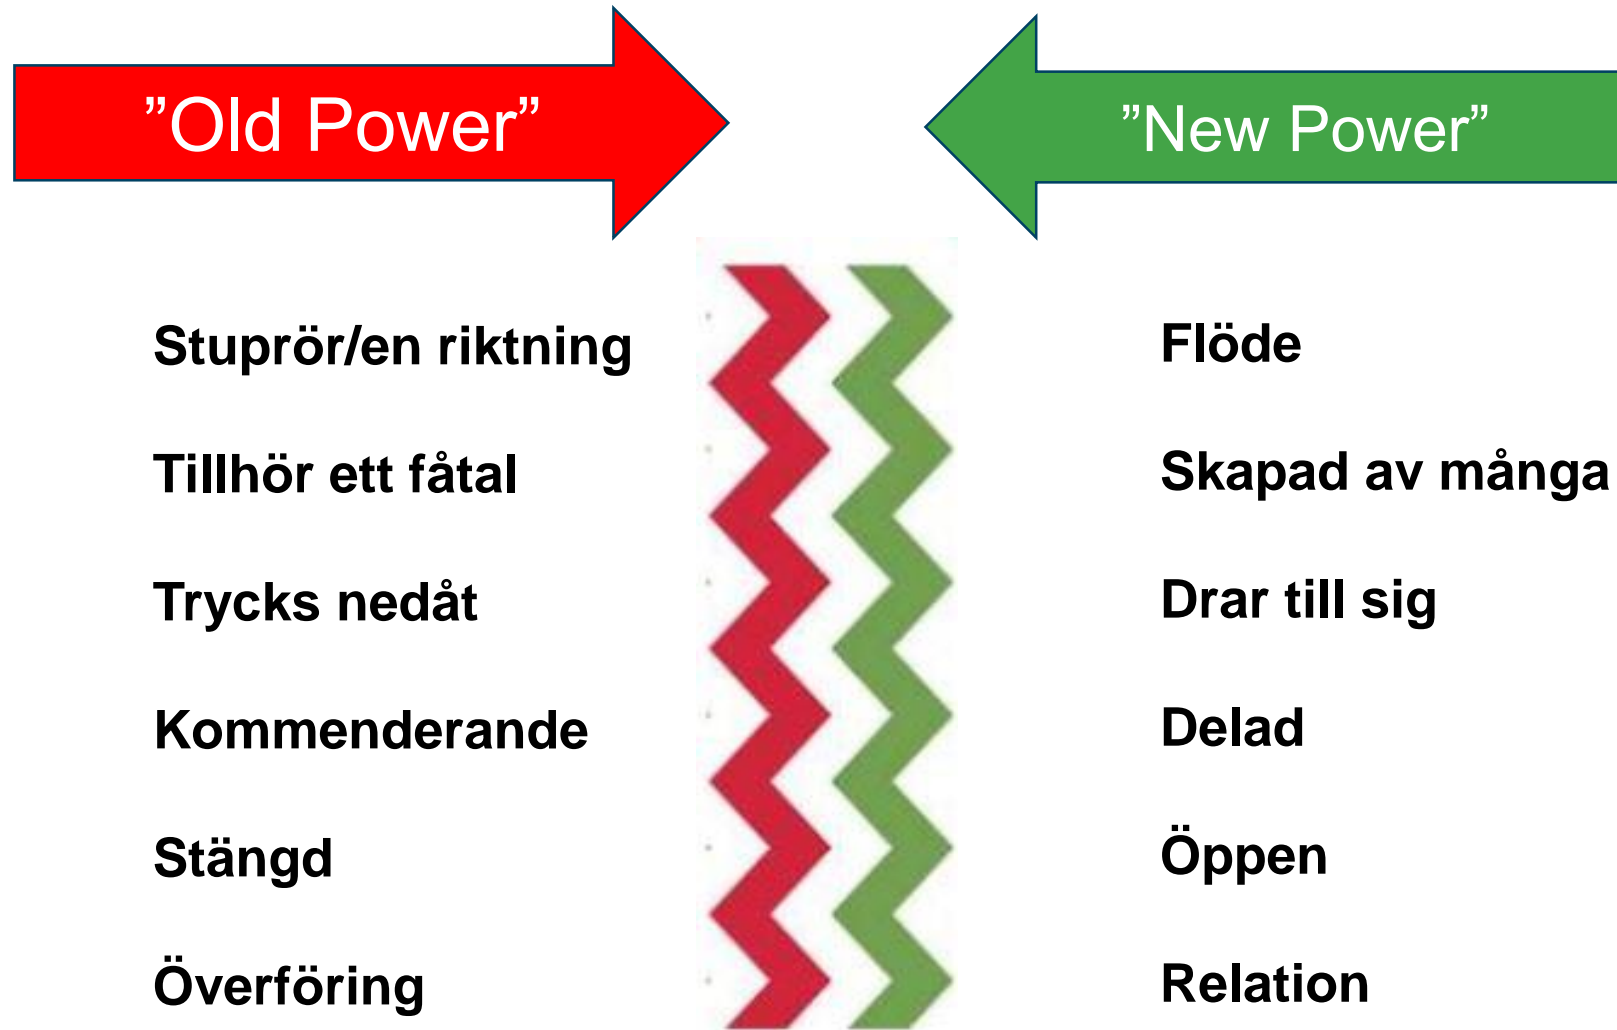 ”Old Power”
”New Power”
Stuprör/en riktning
Flöde
Tillhör ett fåtal
Skapad av många
Trycks nedåt
Drar till sig
Kommenderande
Delad
Stängd
Öppen
Överföring
Relation